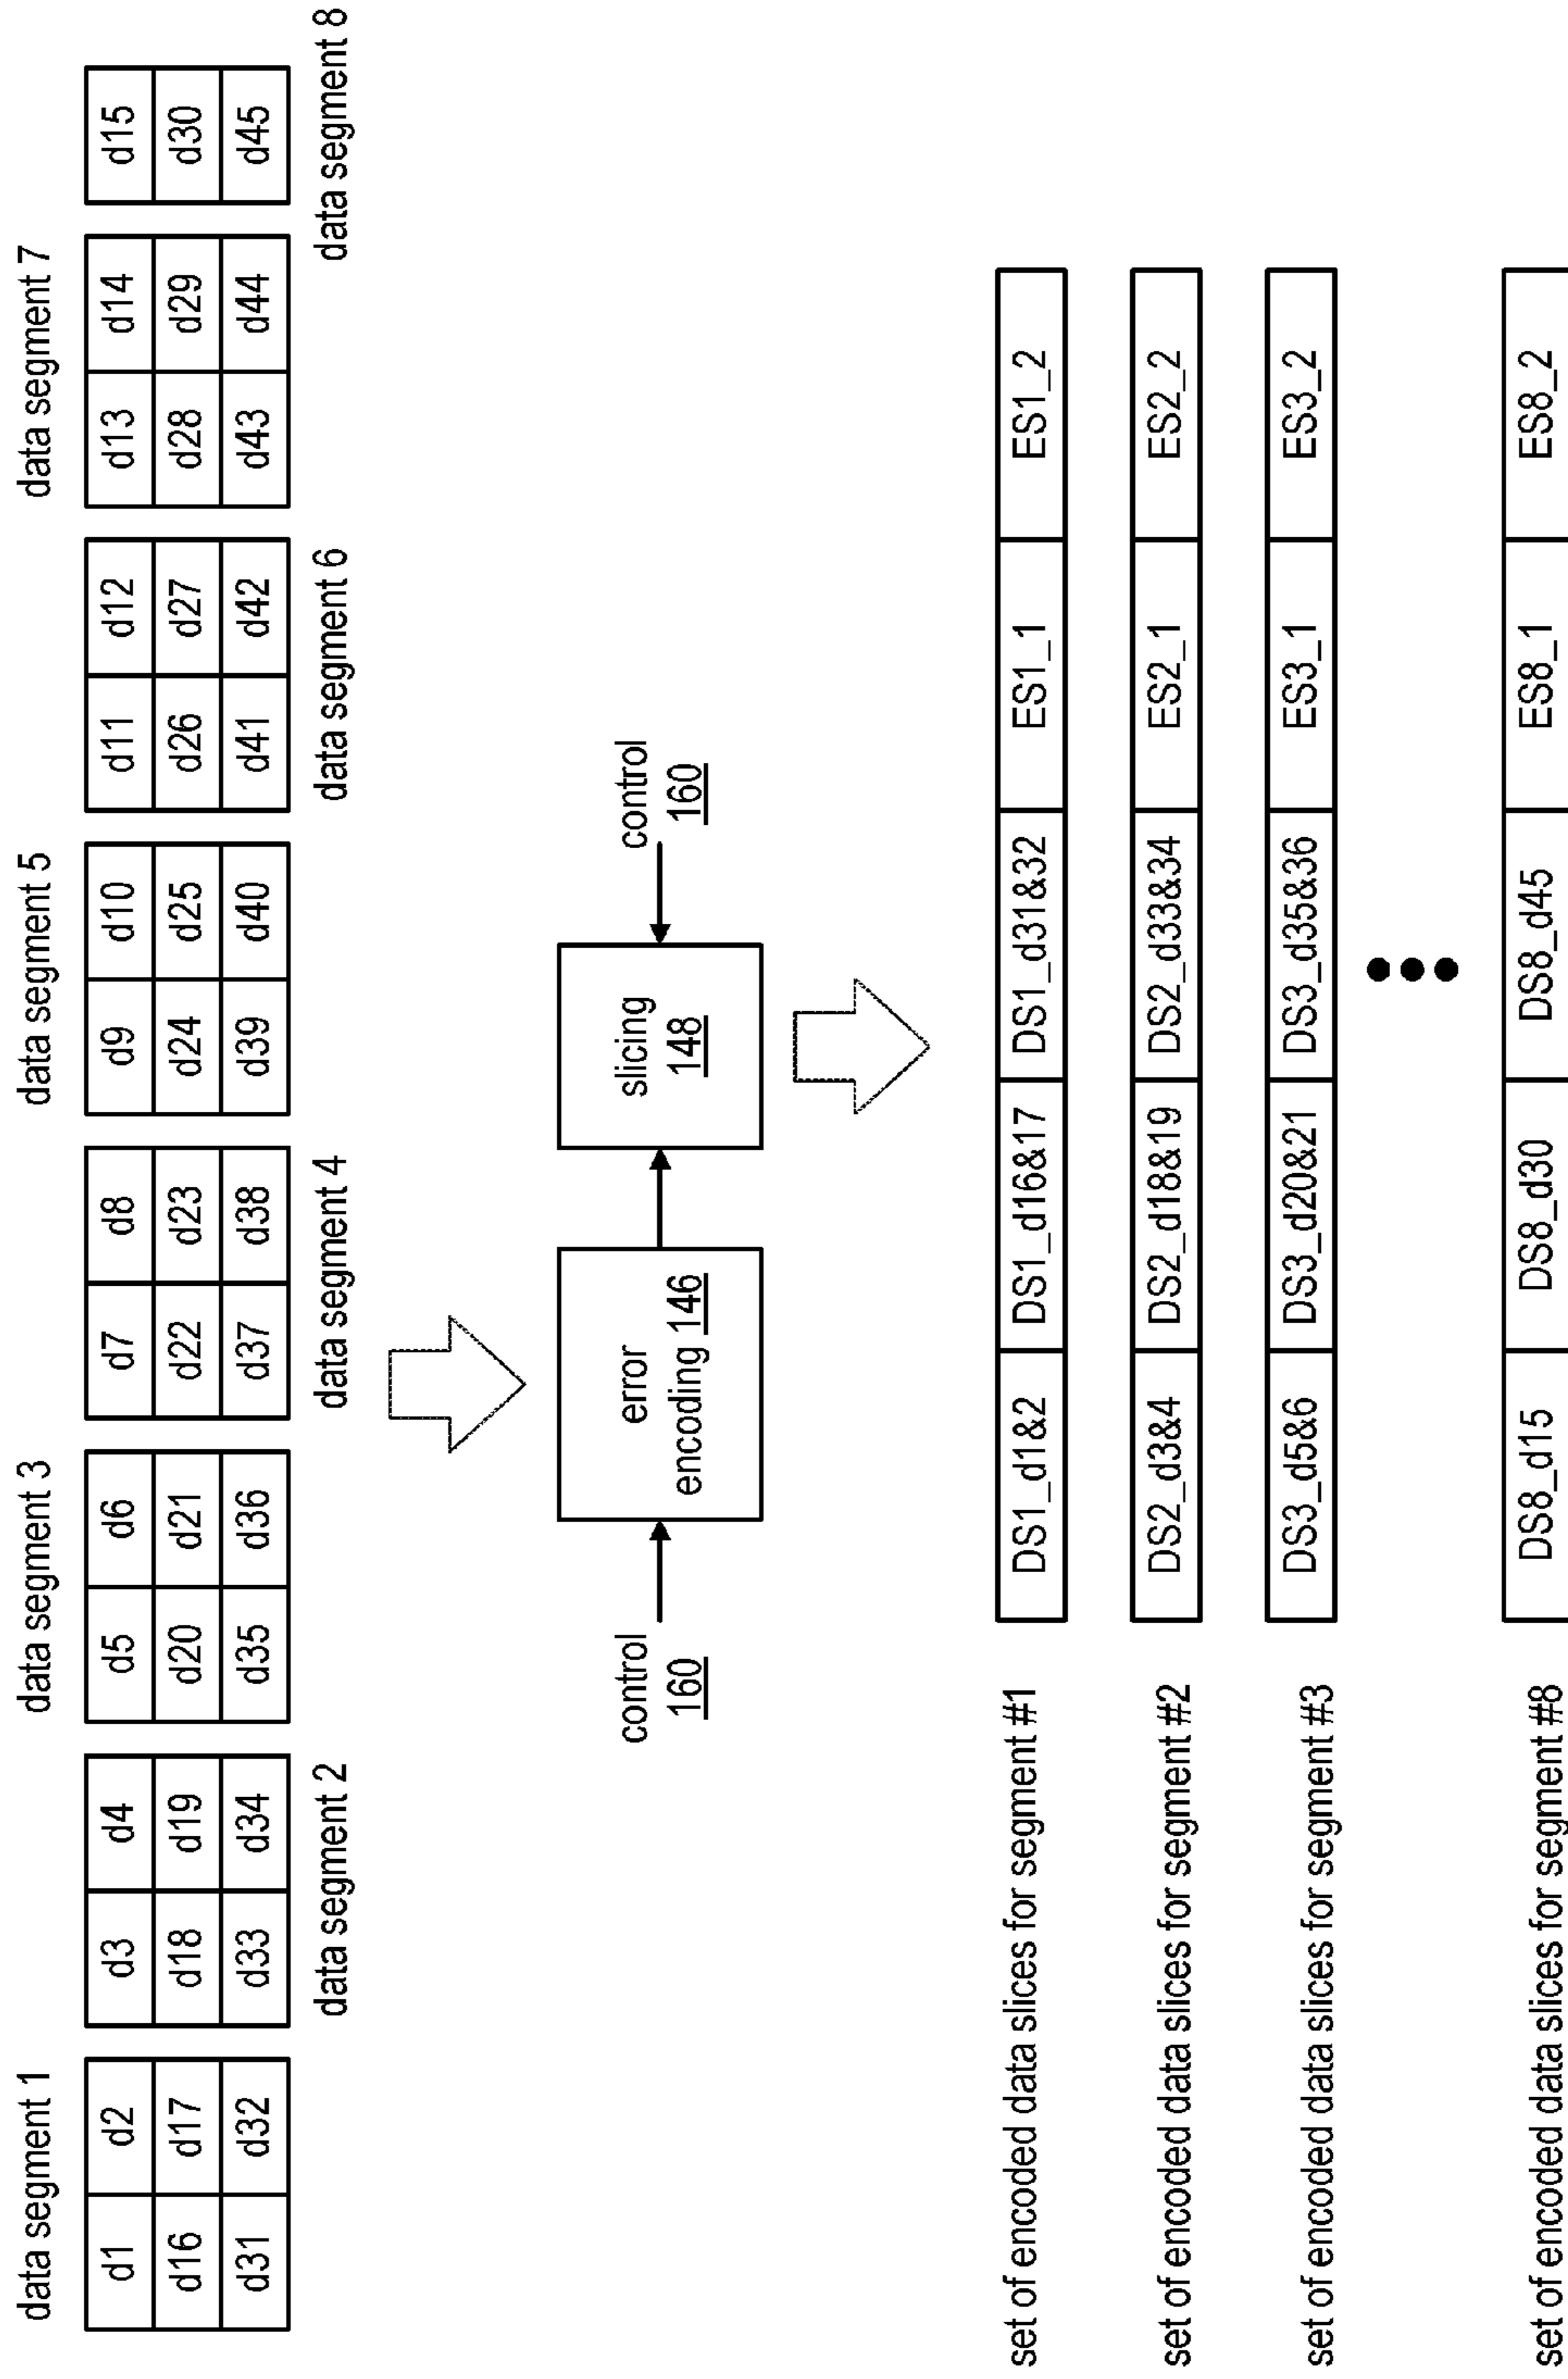 data segment 1
data segment 3
data segment 5
data segment 7
d1 d2 d3 d4 d5 d6 d7 d8 d9 d10 d11 d12 d13 d14 d15
d16 d17 d18 d19 d20 d21 d22 d23 d24 d25 d26 d27 d28 d29 d30
d31 d32 d33 d34 d35 d36 d37 d38 d39 d40 d41 d42 d43 d44 d45
data segment 2
data segment 4
data segment 6
data segment 8
control
160
error
encoding 146
slicing
148
control
160
set of encoded data slices for segment #1
DS1_d1&2 DS1_d16&17 DS1_d31&32 ES1_1 ES1_2
set of encoded data slices for segment #2
DS2_d3&4 DS2_d18&19 DS2_d33&34 ES2_1 ES2_2
set of encoded data slices for segment #3
DS3_d5&6 DS3_d20&21 DS3_d35&36 ES3_1 ES3_2
set of encoded data slices for segment #8
DS8_d15 DS8_d30 DS8_d45 ES8_1 ES8_2